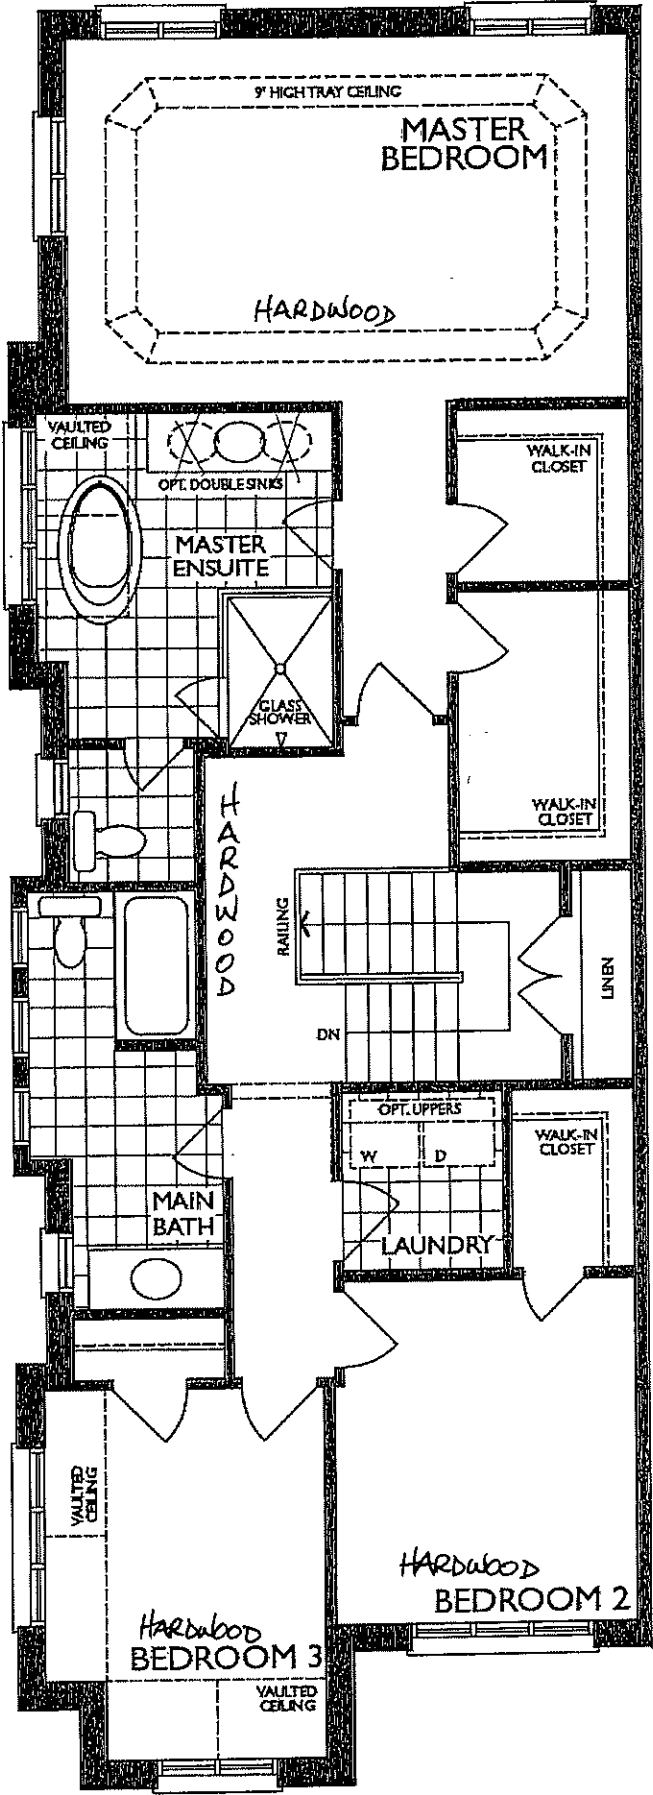 9' HIGH TRAY CEILING
MASTER
BEDROOM
HARDWOOD
VAULTED
CEILING
OPT. DOUBLE SINKS
WALK-IN
CLOSET
MASTER
ENSUITE
GLASS
SHOWER
WALK-IN
CLOSET
HARDWOOD
RAILING
LINEN
DN
OPT. UPPERS
W D
WALK-IN
CLOSET
MAIN
BATH
LAUNDRY
VAULTED
CEILING
HARDWOOD
BEDROOM 2
HARDWOOD
BEDROOM 3
VAULTED
CEILING